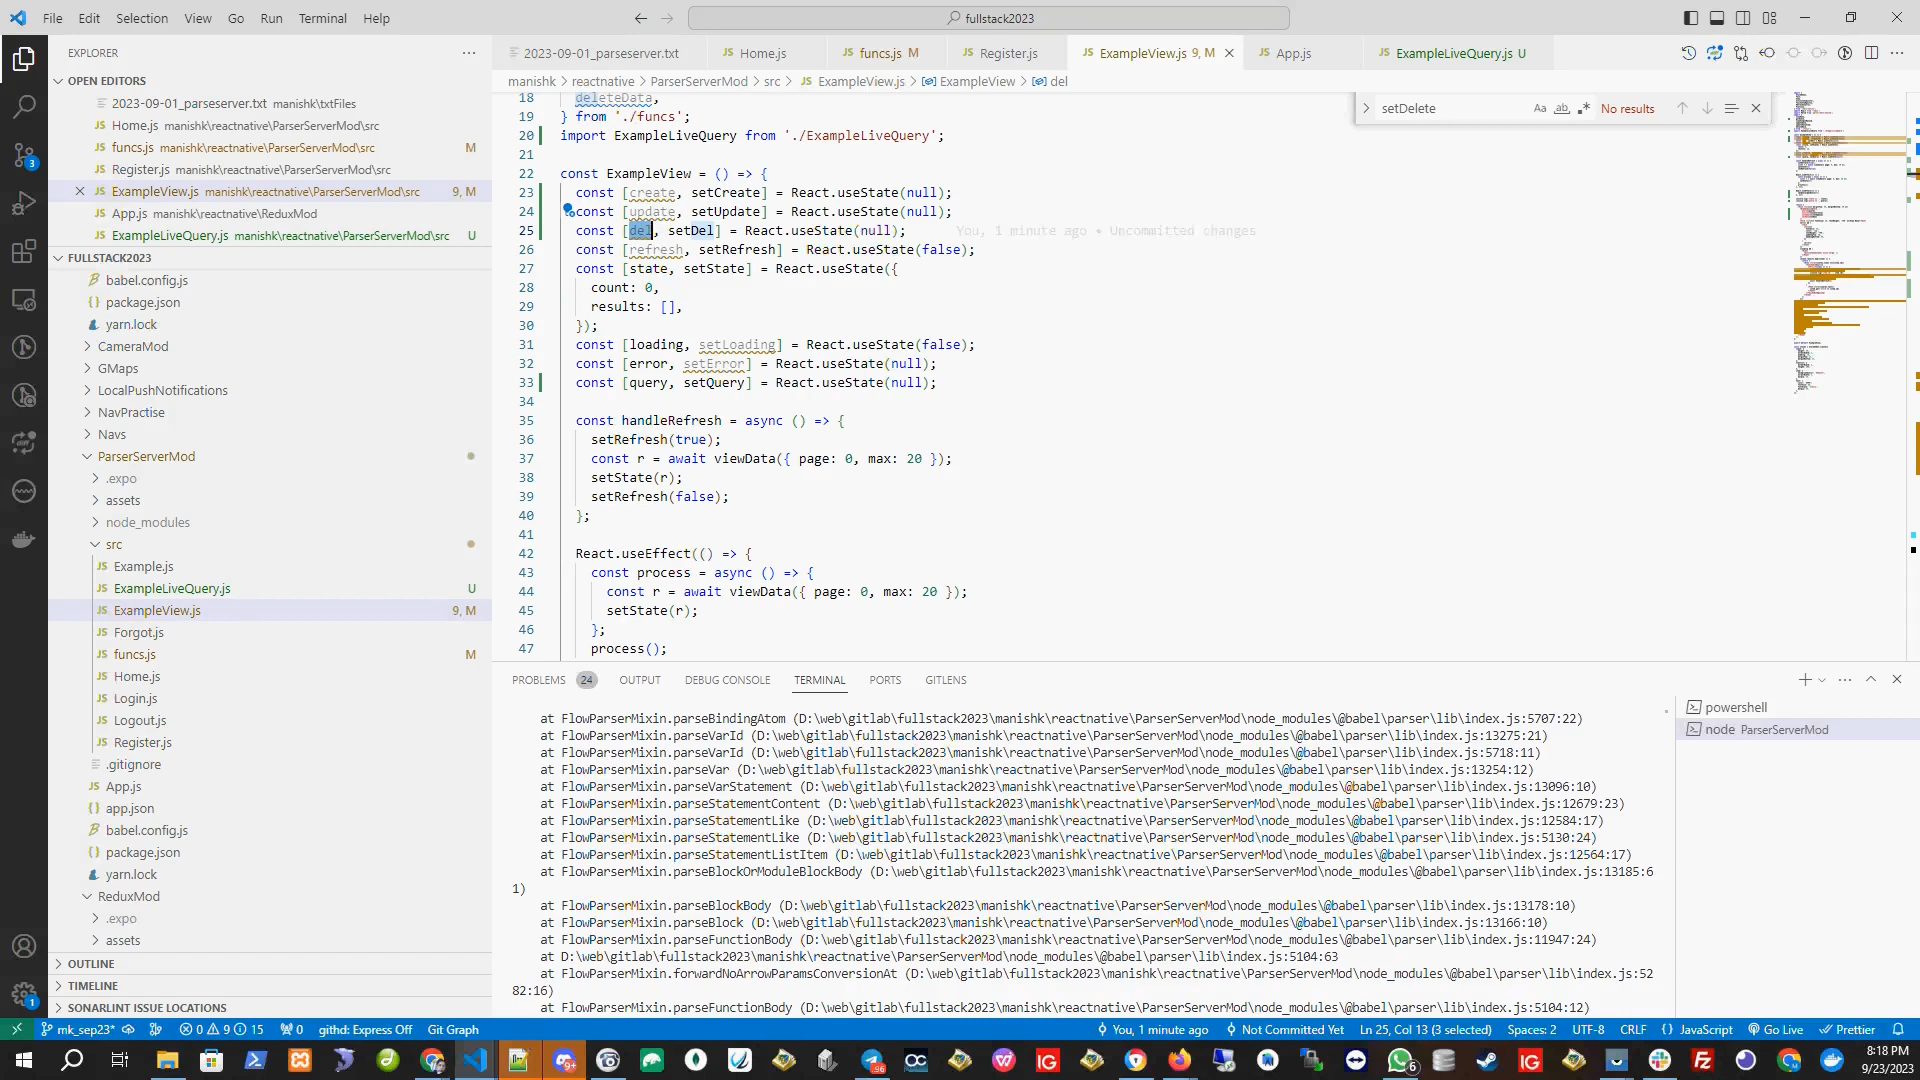 File Edit Selection View Go Run Terminal Help
fullstack2023
EXPLORER
OPEN EDITORS
2023-09-01_parseserver.txt manishk\txtFiles
JS Home.js manishk\reactnative\ParserServerMod\src
JS funcs.js manishk\reactnative\ParserServerMod\src M
JS Register.js manishk\reactnative\ParserServerMod\src
JS ExampleView.js manishk\reactnative\ParserServerMod\src 9, M
JS App.js manishk\reactnative\ReduxMod
JS ExampleLiveQuery.js manishk\reactnative\ParserServerMod\src U
FULLSTACK2023
babel.config.js
{} package.json
yarn.lock
CameraMod
GMaps
LocalPushNotifications
NavPractise
Navs
ParserServerMod
.expo
assets
node_modules
src
JS Example.js
JS ExampleLiveQuery.js U
JS ExampleView.js 9, M
JS Forgot.js
JS funcs.js M
JS Home.js
JS Login.js
JS Logout.js
JS Register.js
.gitignore
JS App.js
{} app.json
babel.config.js
{} package.json
yarn.lock
ReduxMod
.expo
assets
OUTLINE
TIMELINE
SONARLINT ISSUE LOCATIONS
2023-09-01_parseserver.txt JS Home.js JS funcs.js M JS Register.js JS ExampleView.js 9, M JS App.js JS ExampleLiveQuery.js U
manishk > reactnative > ParserServerMod > src > JS ExampleView.js > ExampleView > del
setDelete Aa ab No results
18 deleteData,
19 } from './funcs';
20 import ExampleLiveQuery from './ExampleLiveQuery';
21
22 const ExampleView = () => {
23 const [create, setCreate] = React.useState(null);
24 const [update, setUpdate] = React.useState(null);
25 const [del, setDel] = React.useState(null); You, 1 minute ago • Uncommitted changes
26 const [refresh, setRefresh] = React.useState(false);
27 const [state, setState] = React.useState({
28 count: 0,
29 results: [],
30 });
31 const [loading, setLoading] = React.useState(false);
32 const [error, setError] = React.useState(null);
33 const [query, setQuery] = React.useState(null);
34
35 const handleRefresh = async () => {
36 setRefresh(true);
37 const r = await viewData({ page: 0, max: 20 });
38 setState(r);
39 setRefresh(false);
40 };
41
42 React.useEffect(() => {
43 const process = async () => {
44 const r = await viewData({ page: 0, max: 20 });
45 setState(r);
46 };
47 process();
PROBLEMS 24 OUTPUT DEBUG CONSOLE TERMINAL PORTS GITLENS
at FlowParserMixin.parseBindingAtom (D:\web\gitlab\fullstack2023\manishk\reactnative\ParserServerMod\node_modules\@babel\parser\lib\index.js:5707:22)
at FlowParserMixin.parseVarId (D:\web\gitlab\fullstack2023\manishk\reactnative\ParserServerMod\node_modules\@babel\parser\lib\index.js:13275:21)
at FlowParserMixin.parseVarId (D:\web\gitlab\fullstack2023\manishk\reactnative\ParserServerMod\node_modules\@babel\parser\lib\index.js:5718:11)
at FlowParserMixin.parseVar (D:\web\gitlab\fullstack2023\manishk\reactnative\ParserServerMod\node_modules\@babel\parser\lib\index.js:13254:12)
at FlowParserMixin.parseVarStatement (D:\web\gitlab\fullstack2023\manishk\reactnative\ParserServerMod\node_modules\@babel\parser\lib\index.js:13096:10)
at FlowParserMixin.parseStatementContent (D:\web\gitlab\fullstack2023\manishk\reactnative\ParserServerMod\node_modules\@babel\parser\lib\index.js:12679:23)
at FlowParserMixin.parseStatementLike (D:\web\gitlab\fullstack2023\manishk\reactnative\ParserServerMod\node_modules\@babel\parser\lib\index.js:12584:17)
at FlowParserMixin.parseStatementLike (D:\web\gitlab\fullstack2023\manishk\reactnative\ParserServerMod\node_modules\@babel\parser\lib\index.js:5130:24)
at FlowParserMixin.parseStatementListItem (D:\web\gitlab\fullstack2023\manishk\reactnative\ParserServerMod\node_modules\@babel\parser\lib\index.js:12564:17)
at FlowParserMixin.parseBlockOrModuleBlockBody (D:\web\gitlab\fullstack2023\manishk\reactnative\ParserServerMod\node_modules\@babel\parser\lib\index.js:13185:6
1)
at FlowParserMixin.parseBlockBody (D:\web\gitlab\fullstack2023\manishk\reactnative\ParserServerMod\node_modules\@babel\parser\lib\index.js:13178:10)
at FlowParserMixin.parseBlock (D:\web\gitlab\fullstack2023\manishk\reactnative\ParserServerMod\node_modules\@babel\parser\lib\index.js:13166:10)
at FlowParserMixin.parseFunctionBody (D:\web\gitlab\fullstack2023\manishk\reactnative\ParserServerMod\node_modules\@babel\parser\lib\index.js:11947:24)
at D:\web\gitlab\fullstack2023\manishk\reactnative\ParserServerMod\node_modules\@babel\parser\lib\index.js:5104:63
at FlowParserMixin.forwardNoArrowParamsConversionAt (D:\web\gitlab\fullstack2023\manishk\reactnative\ParserServerMod\node_modules\@babel\parser\lib\index.js:52
82:16)
at FlowParserMixin.parseFunctionBody (D:\web\gitlab\fullstack2023\manishk\reactnative\ParserServerMod\node_modules\@babel\parser\lib\index.js:5104:12)
powershell
node ParserServerMod
mk_sep23* 0 9 15 0 githd: Express Off Git Graph You, 1 minute ago Not Committed Yet Ln 25, Col 13 (3 selected) Spaces: 2 UTF-8 CRLF {} JavaScript Go Live Prettier
8:18 PM
9/23/2023